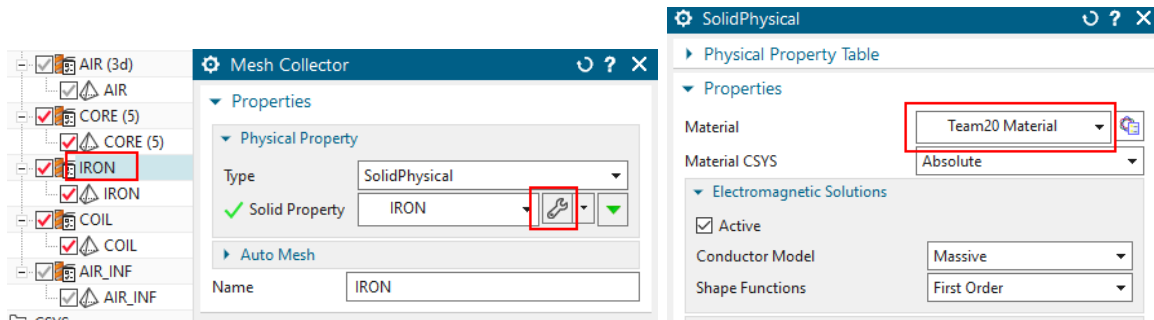 AIR (3d)
AIR
CORE (5)
CORE (5)
IRON
IRON
COIL
COIL
AIR_INF
AIR_INF
Mesh Collector
Properties
Physical Property
Type SolidPhysical
Solid Property IRON
Auto Mesh
Name IRON
SolidPhysical
Physical Property Table
Properties
Material Team20 Material
Material CSYS Absolute
Electromagnetic Solutions
Active
Conductor Model Massive
Shape Functions First Order